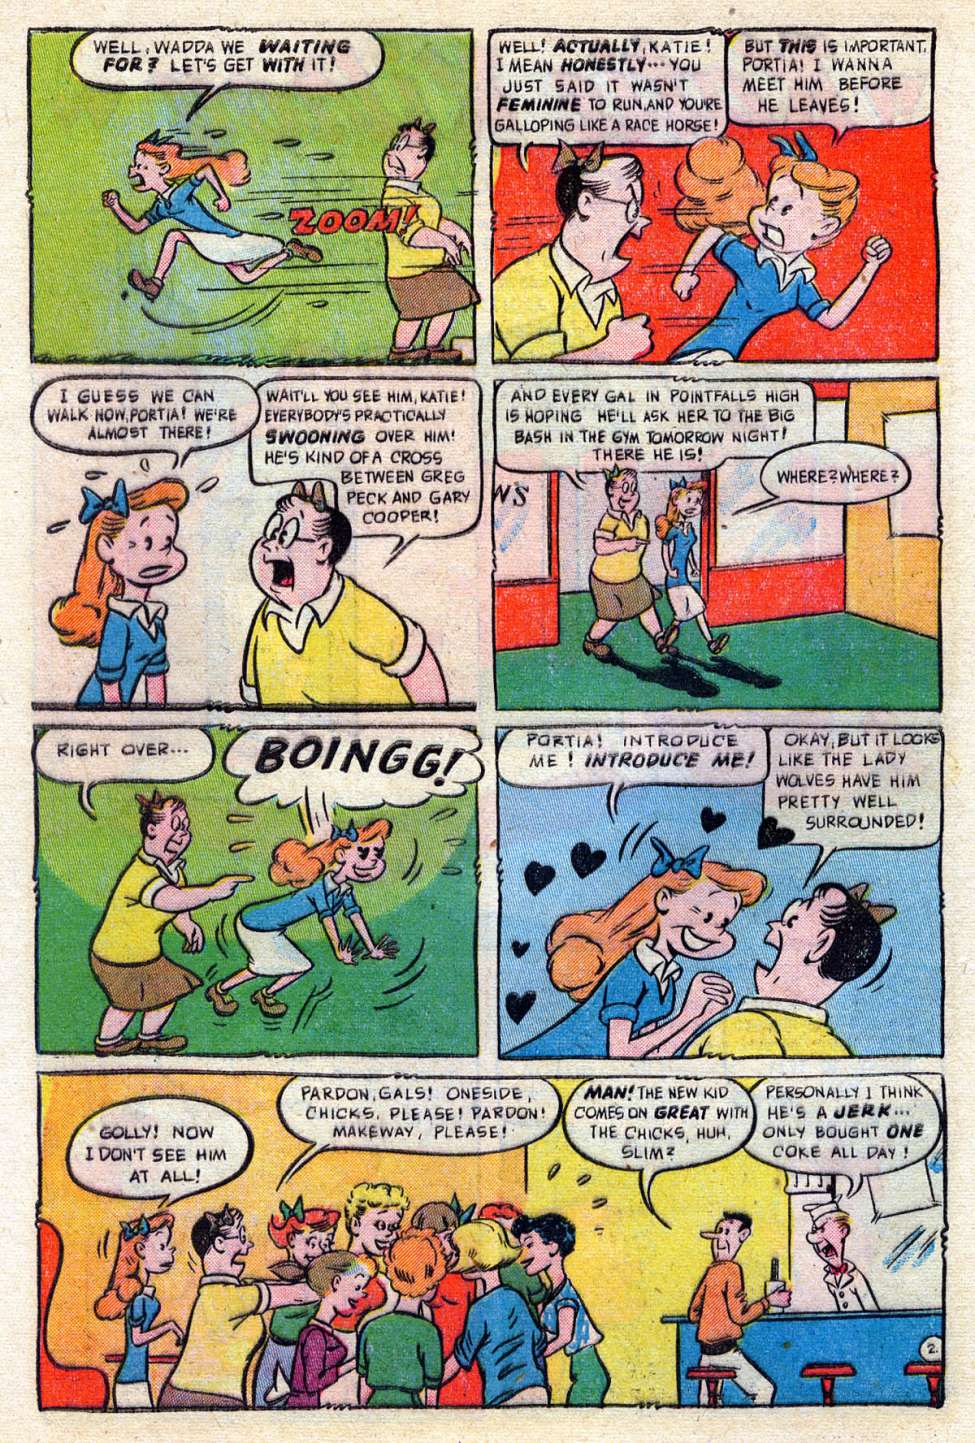 WELL, WADDA WE WAITING
FOR? LET'S GET WITH IT!
ZOOM!
WELL! ACTUALLY, KATIE!
I MEAN HONESTLY... YOU
JUST SAID IT WASN'T
FEMININE TO RUN, AND YOU'RE
GALLOPING LIKE A RACE HORSE!
BUT THIS IS IMPORTANT,
PORTIA! I WANNA
MEET HIM BEFORE
HE LEAVES!
I GUESS WE CAN
WALK NOW, PORTIA! WE'RE
ALMOST THERE!
WAIT'LL YOU SEE HIM, KATIE!
EVERYBODY'S PRACTICALLY
SWOONING OVER HIM!
HE'S KIND OF A CROSS
BETWEEN GREG
PECK AND GARY
COOPER!
AND EVERY GAL IN POINTFALLS HIGH
IS HOPING HE'LL ASK HER TO THE BIG
BASH IN THE GYM TOMORROW NIGHT!
THERE HE IS!
WHERE? WHERE?
N'S
RIGHT OVER...
BOINGG!
PORTIA! INTRODUCE
ME! INTRODUCE ME!
OKAY, BUT IT LOOKS
LIKE THE LADY
WOLVES HAVE HIM
PRETTY WELL
SURROUNDED!
GOLLY! NOW
I DON'T SEE HIM
AT ALL!
PARDON, GALS! ONESIDE,
CHICKS, PLEASE! PARDON!
MAKEWAY, PLEASE!
MAN! THE NEW KID
COMES ON GREAT WITH
THE CHICKS, HUH,
SLIM?
PERSONALLY I THINK
HE'S A JERK...
ONLY BOUGHT ONE
COKE ALL DAY!
2.